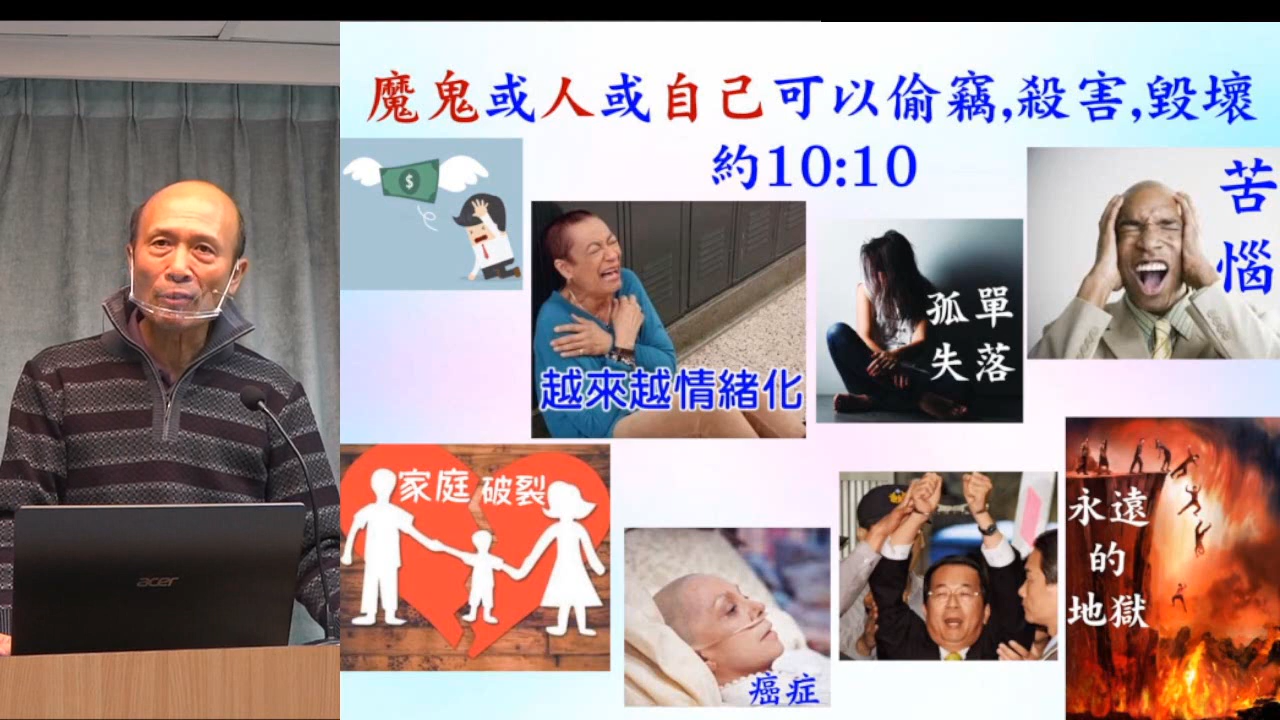 魔鬼或人或自己可以偷竊,殺害,毀壞
約10:10
$
苦
惱
越來越情緒化
孤單
失落
家庭 破裂
永遠
的
地獄
癌症
acer